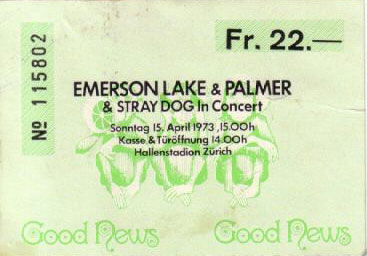 Nº 115802
Fr. 22.—
EMERSON LAKE & PALMER
& STRAY DOG In Concert
Sonntag 15. April 1973, 15.00h
Kasse & Türöffnung 14.00h
Hallenstadion Zürich
Good News Good News